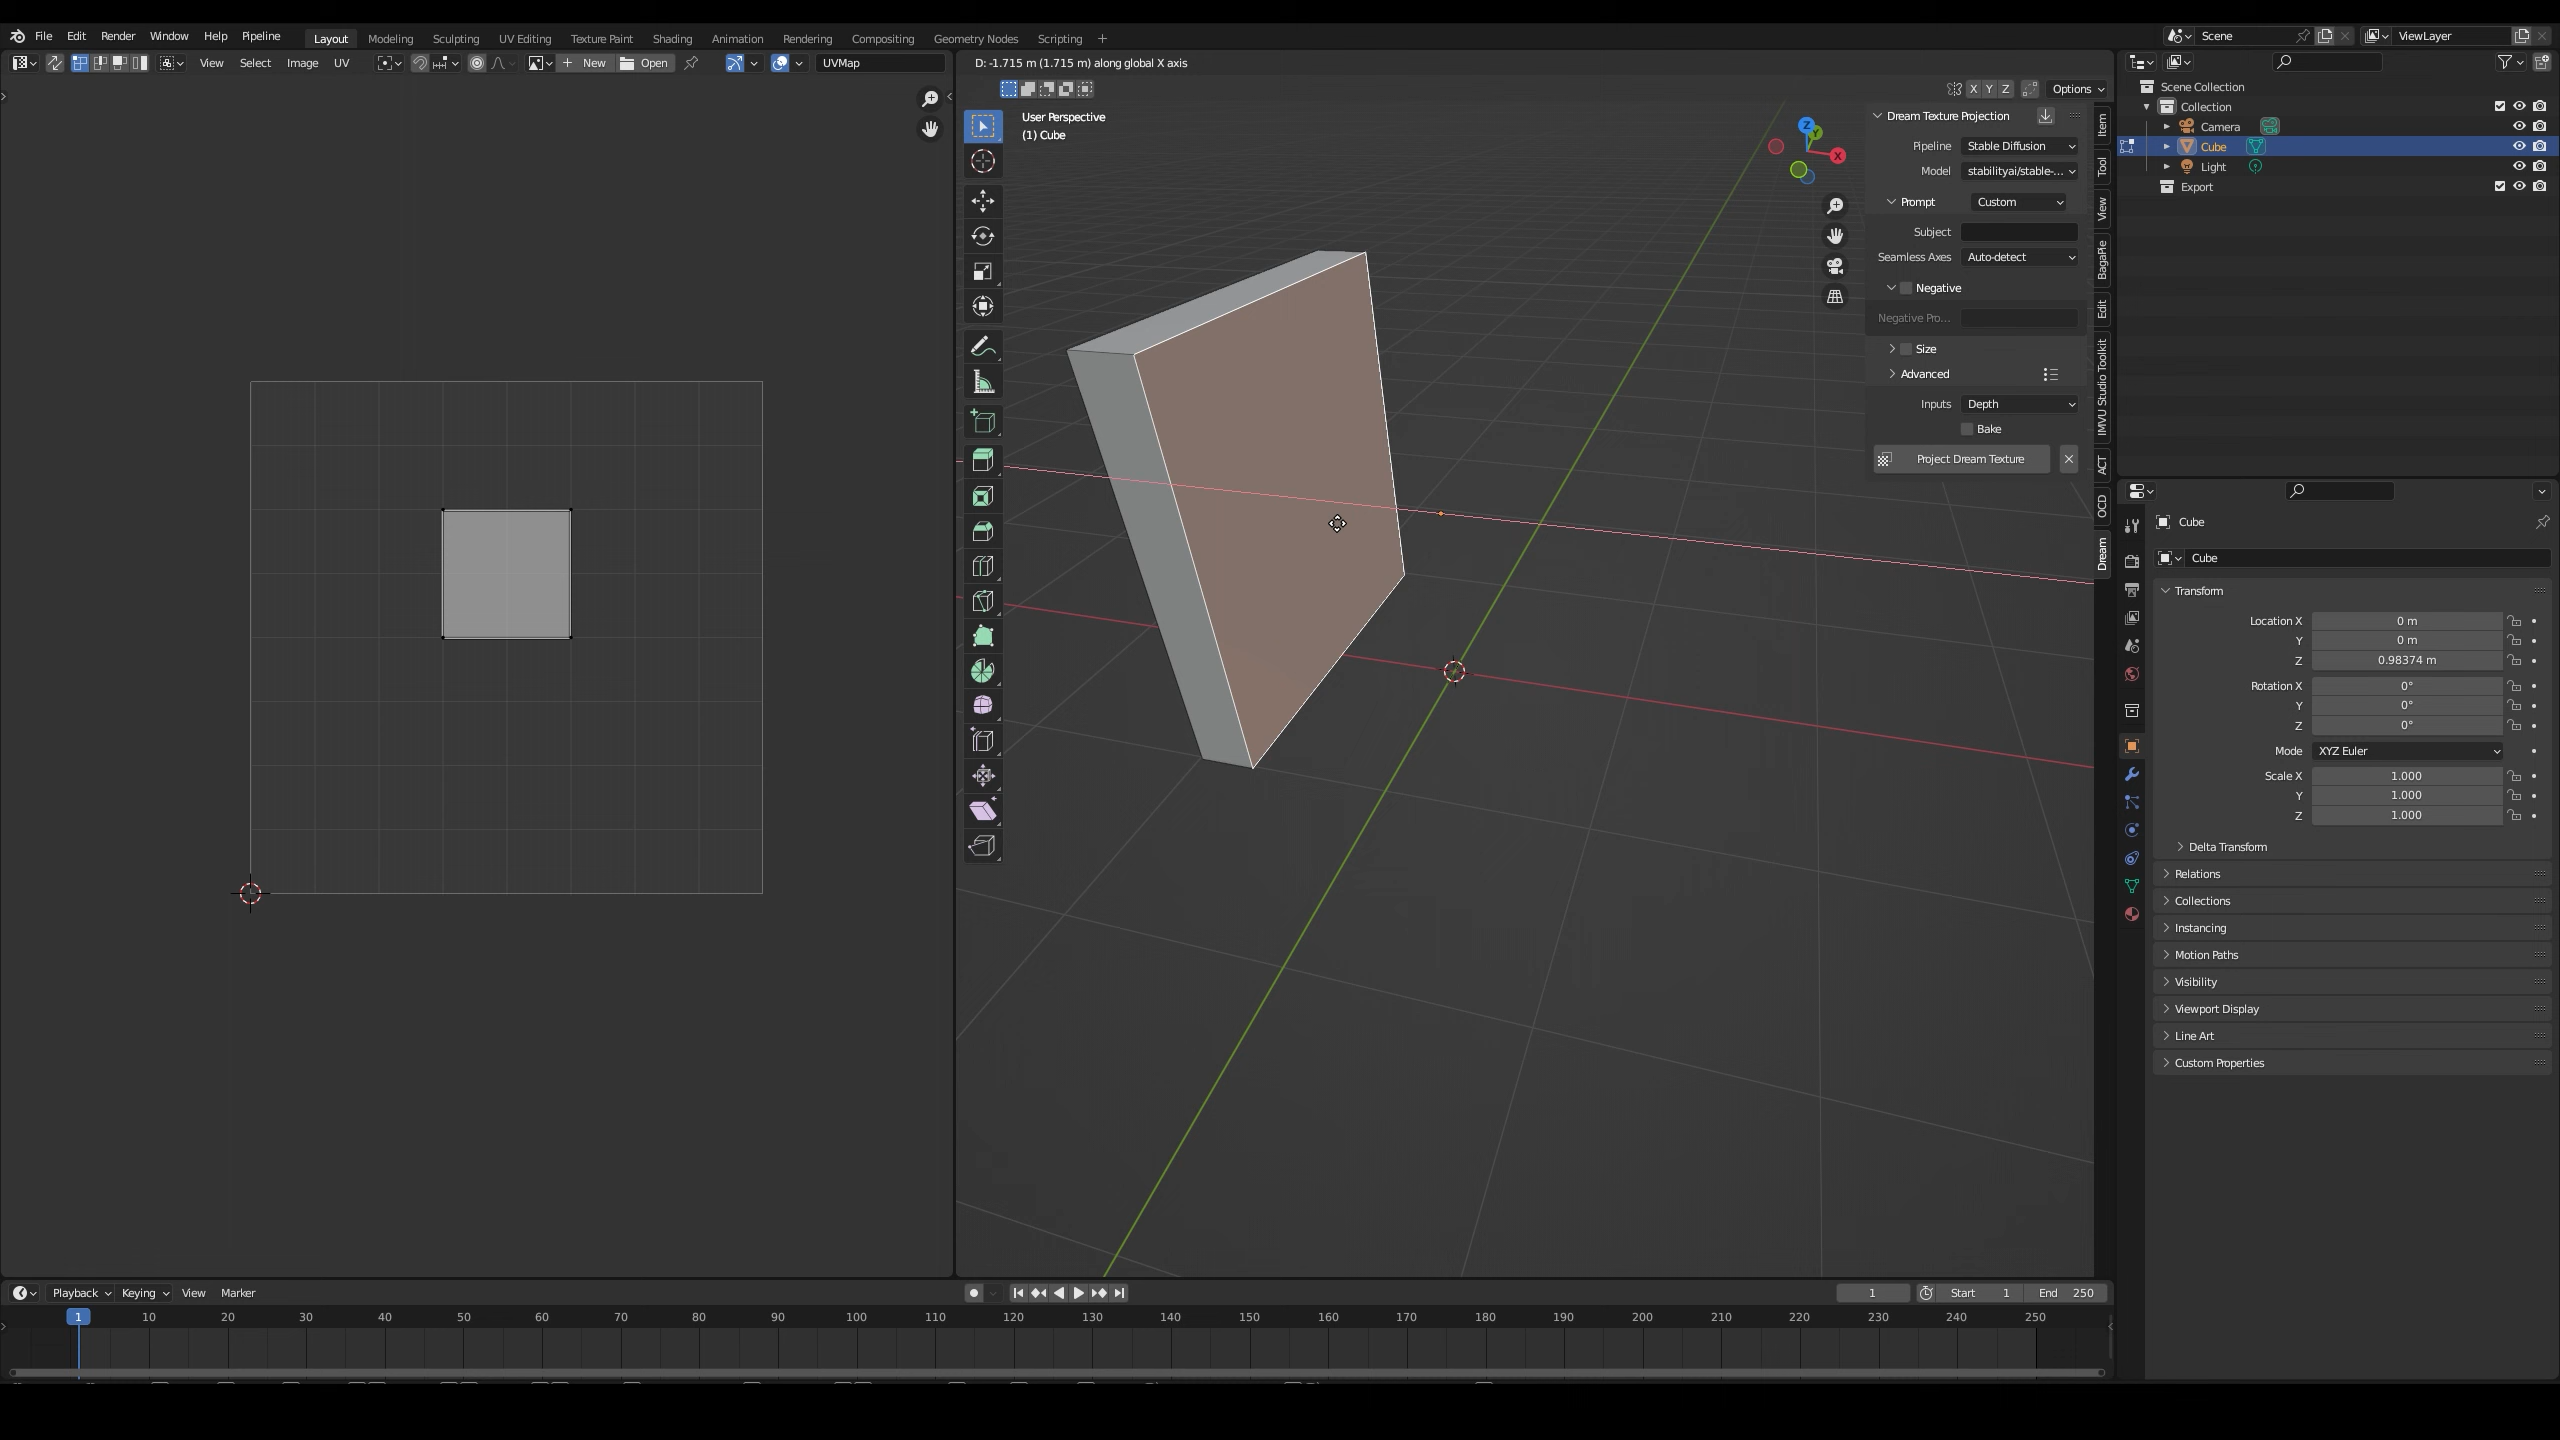 File Edit Render Window Help Pipeline Layout Modeling Sculpting UV Editing Texture Paint Shading Animation Rendering Compositing Geometry Nodes Scripting + Scene ViewLayer
View Select Image UV New Open UVMap
D: -1.715 m (1.715 m) along global X axis
X Y Z Options
User Perspective
(1) Cube
Z Y X
Dream Texture Projection
Pipeline Stable Diffusion
Model stabilityai/stable-...
Prompt Custom
Subject
Seamless Axes Auto-detect
Negative
Negative Pro...
Size
Advanced
Inputs Depth
Bake
Project Dream Texture
Item
Tool
View
BagaPie
Edit
IMVU Studio Toolkit
ACT
OCD
Dream
Scene Collection
Collection
Camera
Cube
Light
Export
Cube
Cube
Transform
Location X 0 m
Y 0 m
Z 0.98374 m
Rotation X 0°
Y 0°
Z 0°
Mode XYZ Euler
Scale X 1.000
Y 1.000
Z 1.000
Delta Transform
Relations
Collections
Instancing
Motion Paths
Visibility
Viewport Display
Line Art
Custom Properties
Playback Keying View Marker 1 Start 1 End 250
1 10 20 30 40 50 60 70 80 90 100 110 120 130 140 150 160 170 180 190 200 210 220 230 240 250